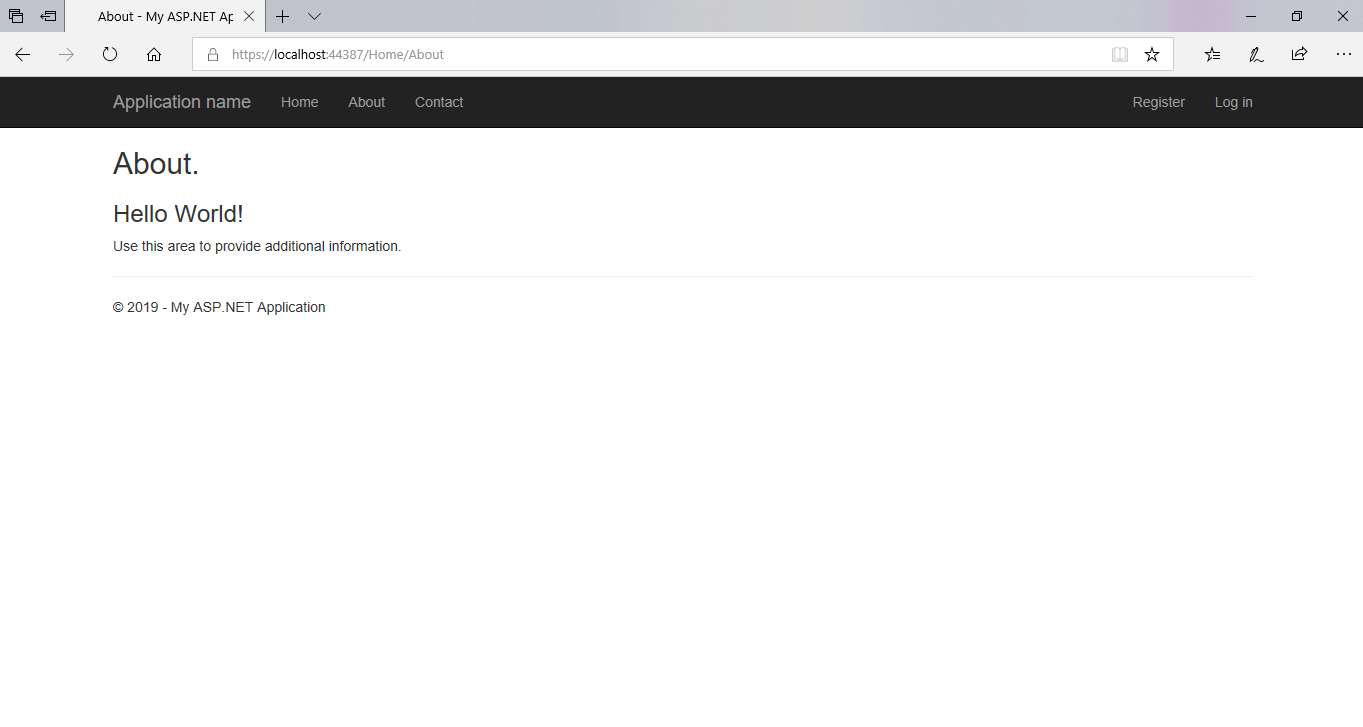 About - My ASP.NET Ap
https://localhost:44387/Home/About
Application name Home About Contact Register Log in
About.
Hello World!
Use this area to provide additional information.
© 2019 - My ASP.NET Application